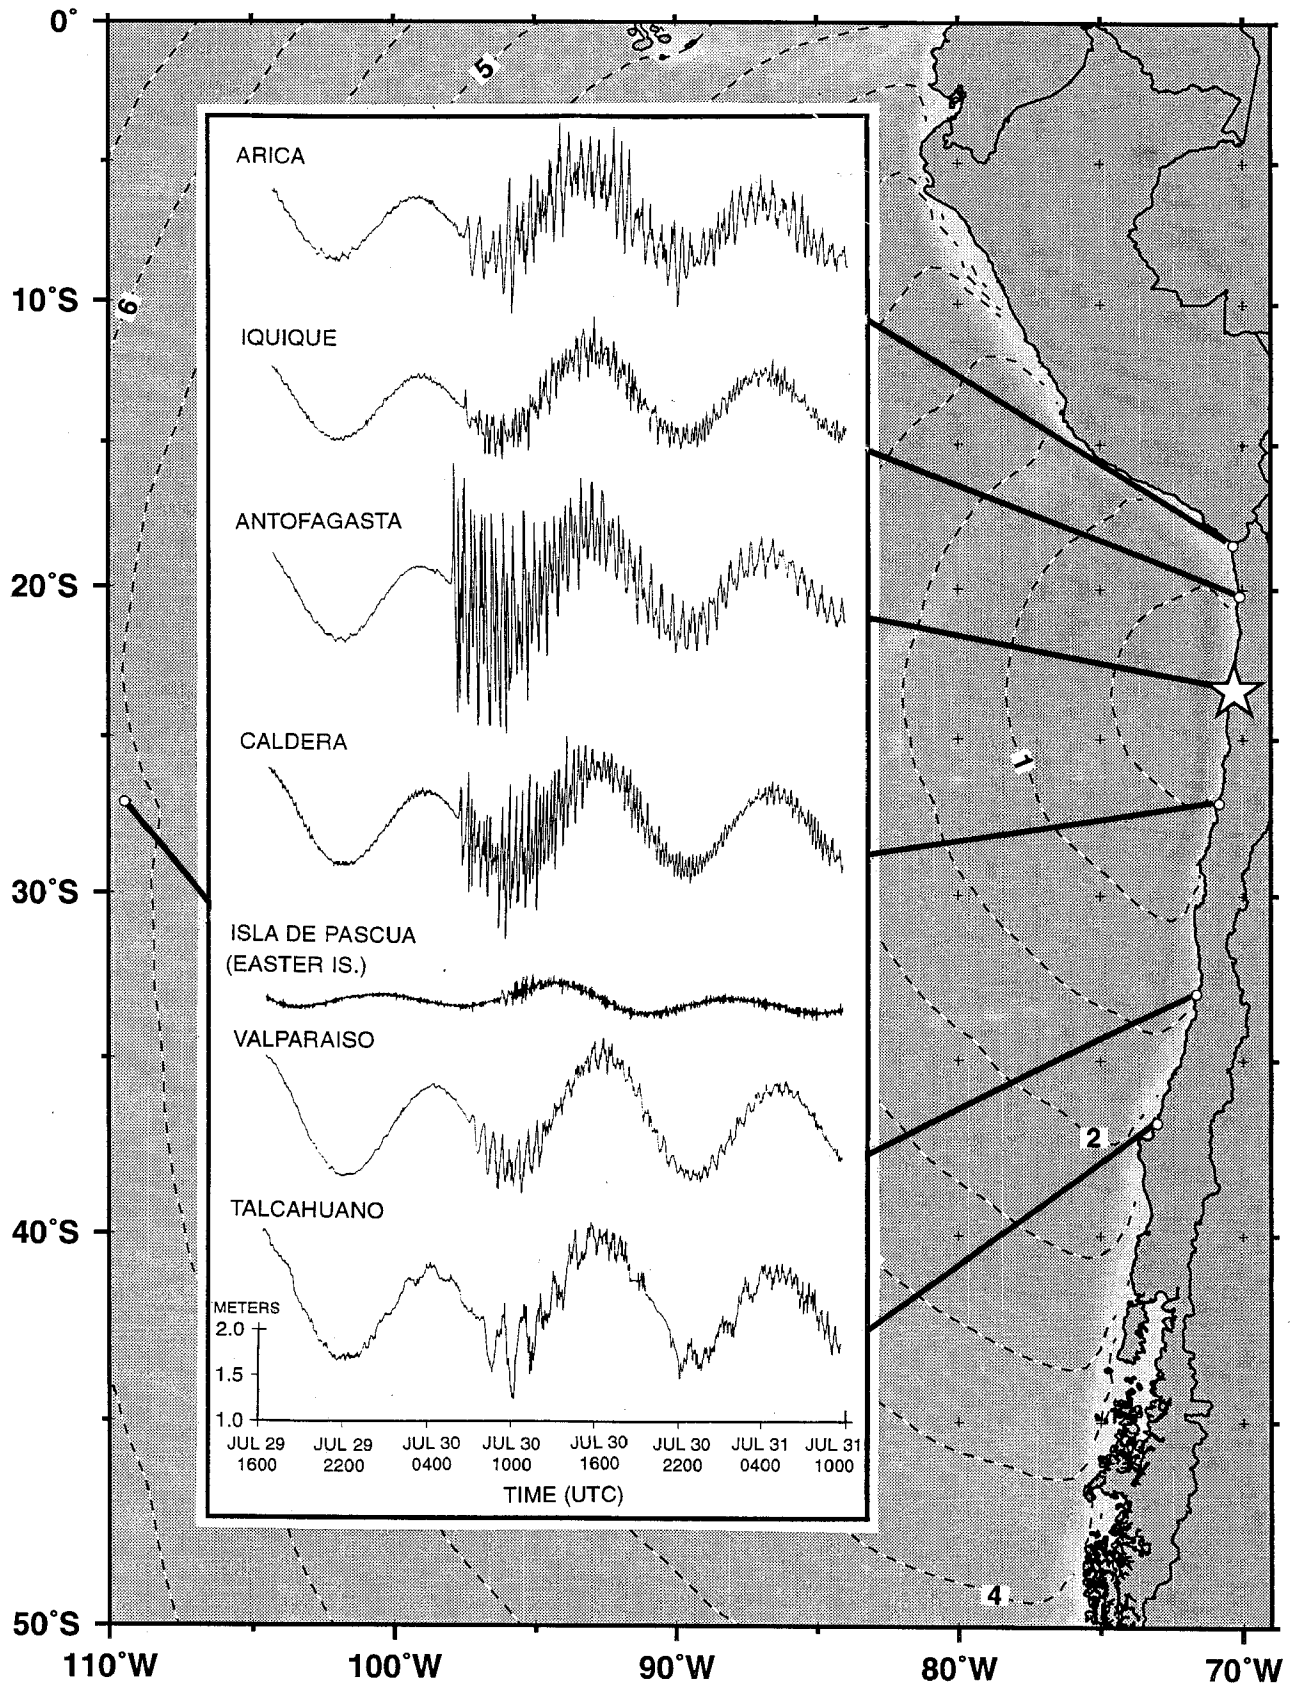 0°
5
4
ARICA
10°S
6
IQUIQUE
ANTOFAGASTA
20°S
CALDERA
1
30°S
ISLA DE PASCUA
(EASTER IS.)
VALPARAISO
2
TALCAHUANO
40°S
METERS
2.0
1.5
1.0
JUL 29 JUL 29 JUL 30 JUL 30 JUL 30 JUL 30 JUL 31 JUL 31
1600 2200 0400 1000 1600 2200 0400 1000
TIME (UTC)
4
50°S
110°W 100°W 90°W 80°W 70°W